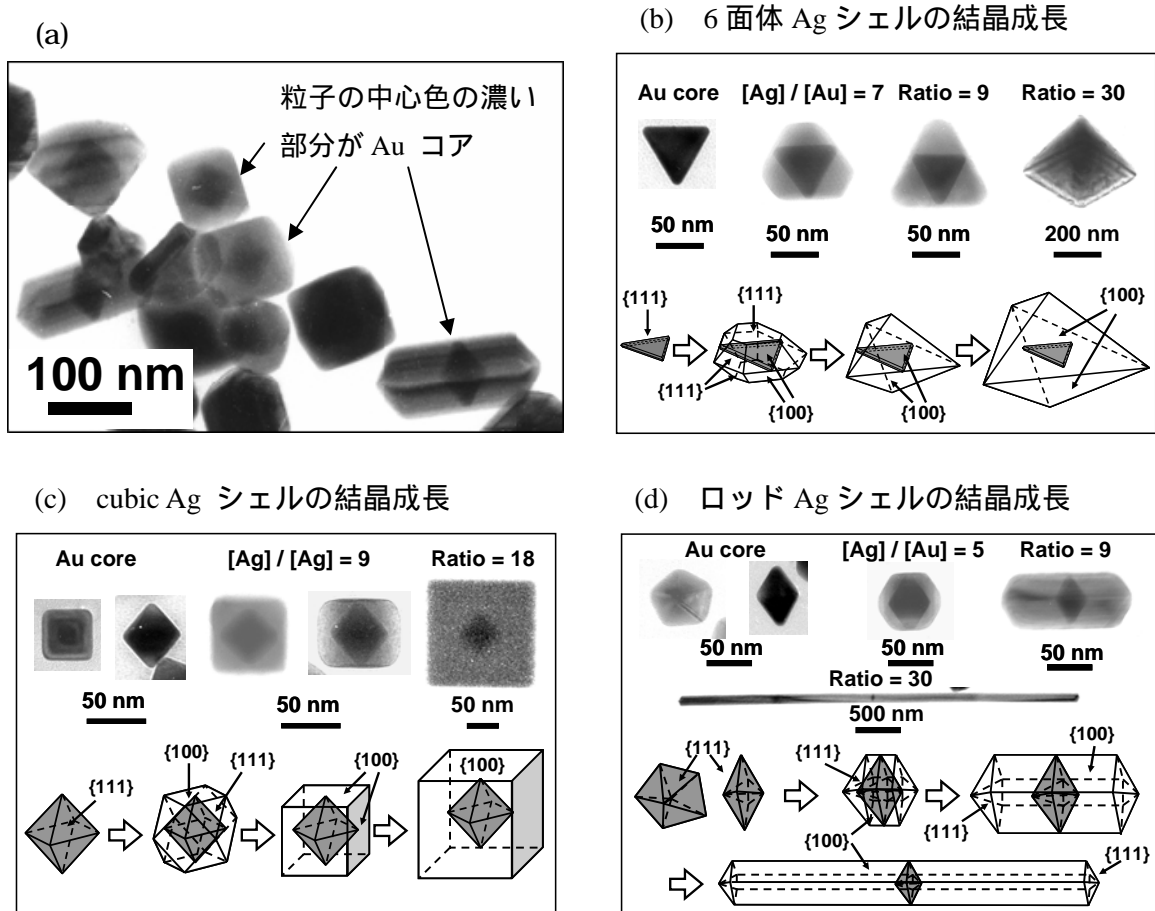 (a)
粒子の中心色の濃い
部分が Au コア
100 nm
(b) 6 面体 Ag シェルの結晶成長
Au core [Ag] / [Au] = 7 Ratio = 9 Ratio = 30
50 nm 50 nm 50 nm 200 nm
{111} {111} {100}
{111} {100} {100}
(c) cubic Ag シェルの結晶成長
Au core [Ag] / [Ag] = 9 Ratio = 18
50 nm 50 nm 50 nm
{111} {100} {111} {100} {100}
(d) ロッド Ag シェルの結晶成長
Au core [Ag] / [Au] = 5 Ratio = 9
50 nm 50 nm 50 nm
Ratio = 30
500 nm
{111} {111} {100}
{111}
{100} {111}